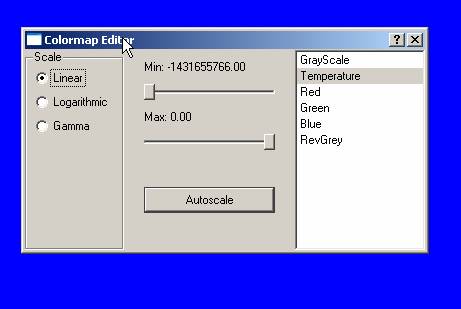 Colormap Editor
Scale
Linear
Logarithmic
Gamma
Min: -1431655766.00
Max: 0.00
Autoscale
GrayScale
Temperature
Red
Green
Blue
RevGrey